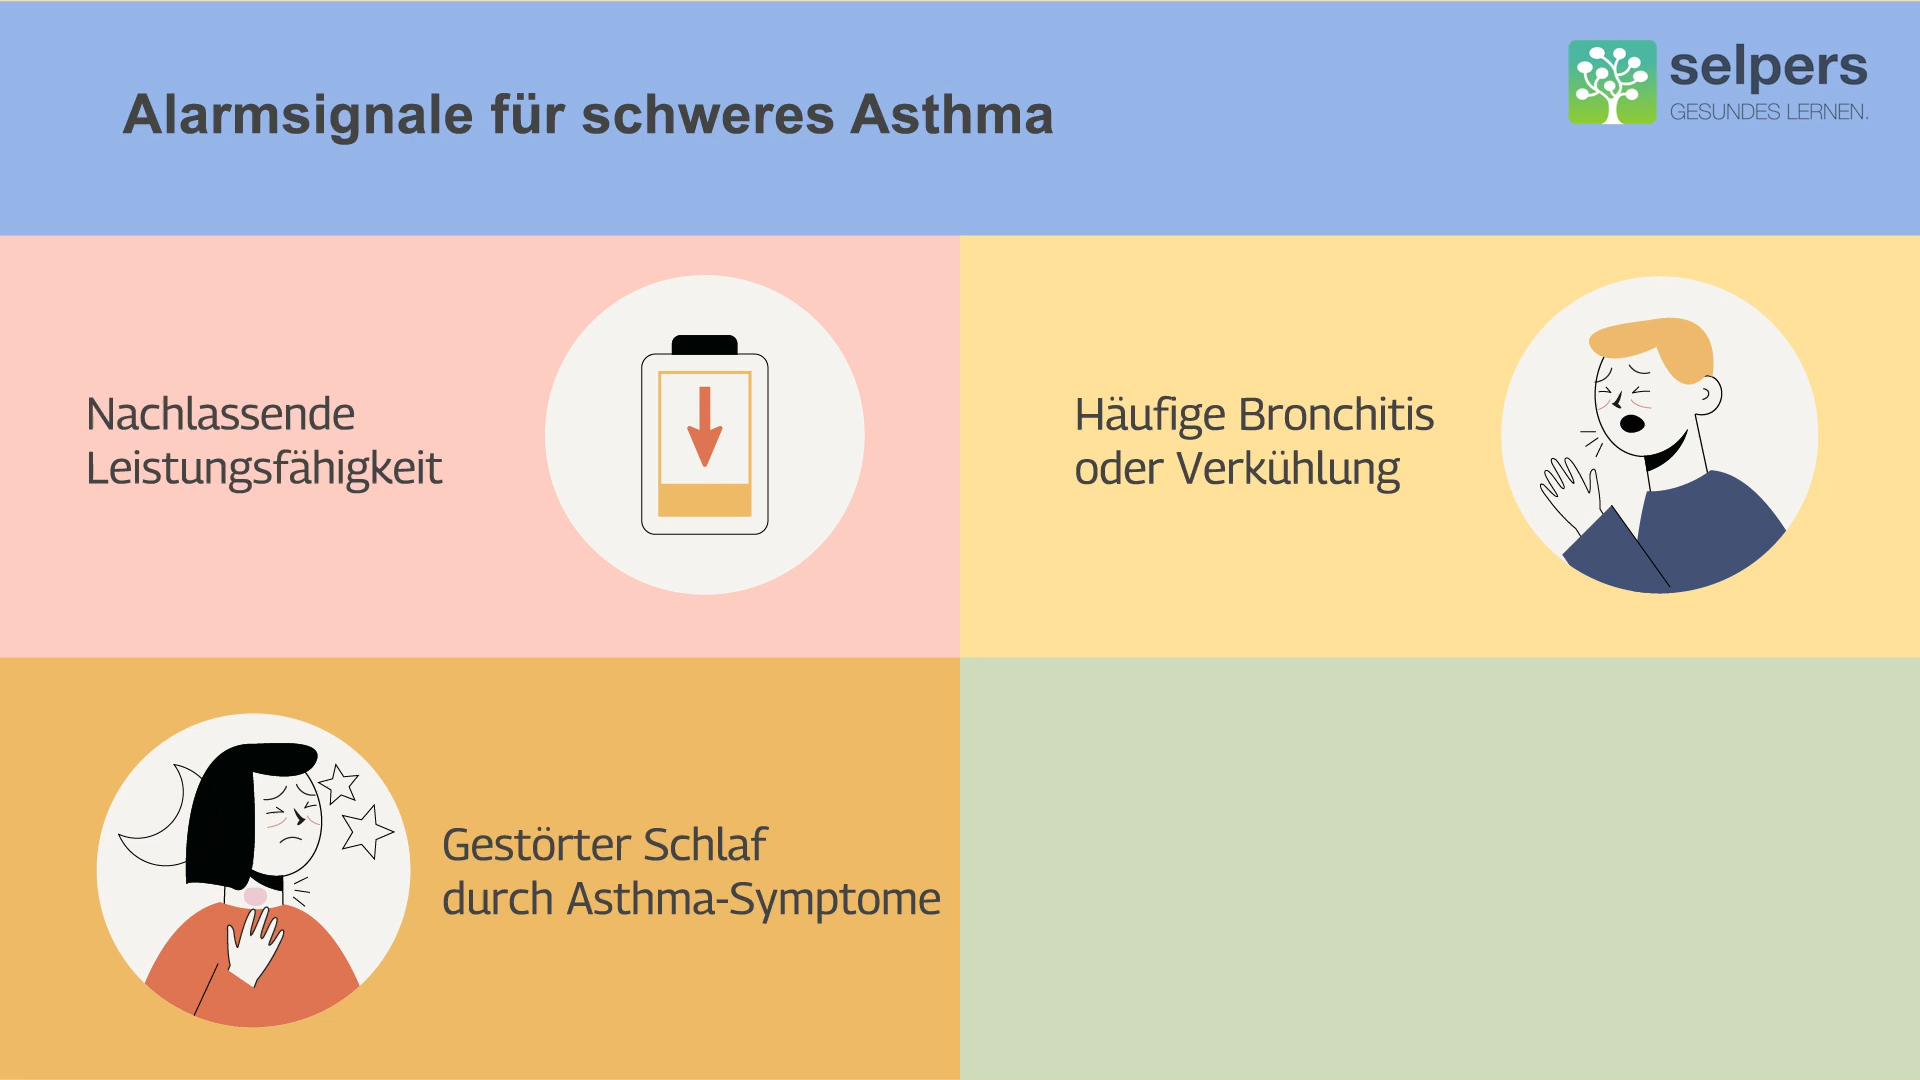 Alarmsignale für schweres Asthma
selpers
GESUNDES LERNEN.
Nachlassende
Leistungsfähigkeit
Häufige Bronchitis
oder Verkühlung
Gestörter Schlaf
durch Asthma-Symptome